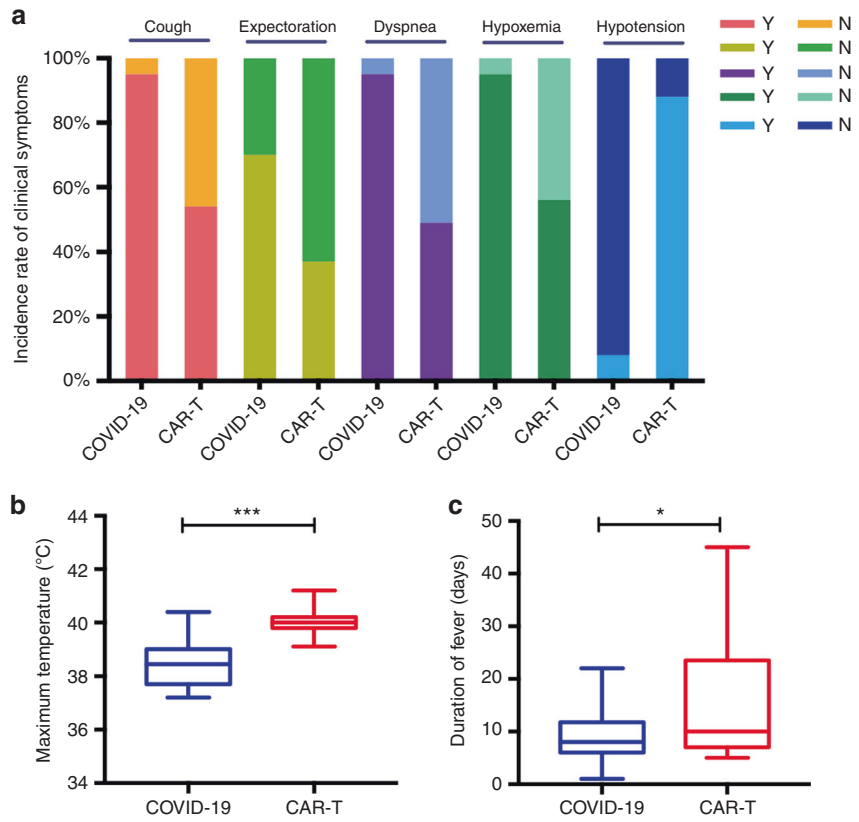 a
Cough Expectoration Dyspnea Hypoxemia Hypotension
Y N
Y N
Y N
Y N
Y N
Incidence rate of clinical symptoms
100%
80%
60%
40%
20%
0%
COVID-19 CAR-T COVID-19 CAR-T COVID-19 CAR-T COVID-19 CAR-T COVID-19 CAR-T
b
***
Maximum temperature (°C)
44
42
40
38
36
34
COVID-19 CAR-T
c
*
Duration of fever (days)
50
40
30
20
10
0
COVID-19 CAR-T